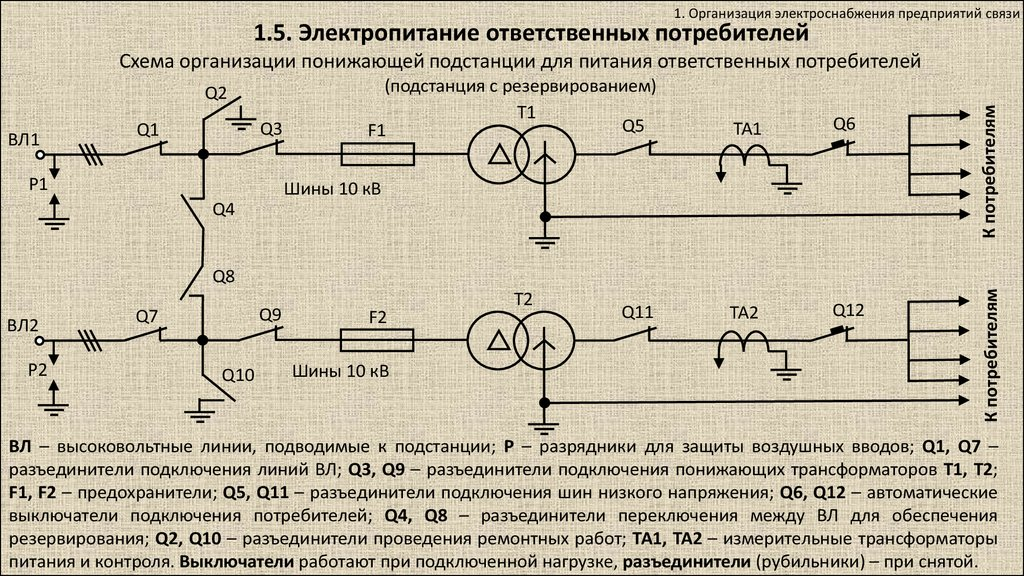 1. Организация электроснабжения предприятий связи
1.5. Электропитание ответственных потребителей
Схема организации понижающей подстанции для питания ответственных потребителей
(подстанция с резервированием)
Q2
T1
ВЛ1
Q1
Q3
F1
Q5
TA1
Q6
К потребителям
P1
Шины 10 кВ
Q4
Q8
T2
ВЛ2
Q7
Q9
F2
Q11
TA2
Q12
К потребителям
P2
Q10
Шины 10 кВ
ВЛ – высоковольтные линии, подводимые к подстанции; Р – разрядники для защиты воздушных вводов; Q1, Q7 –
разъединители подключения линий ВЛ; Q3, Q9 – разъединители подключения понижающих трансформаторов Т1, Т2;
F1, F2 – предохранители; Q5, Q11 – разъединители подключения шин низкого напряжения; Q6, Q12 – автоматические
выключатели подключения потребителей; Q4, Q8 – разъединители переключения между ВЛ для обеспечения
резервирования; Q2, Q10 – разъединители проведения ремонтных работ; ТА1, ТА2 – измерительные трансформаторы
питания и контроля. Выключатели работают при подключенной нагрузке, разъединители (рубильники) – при снятой.